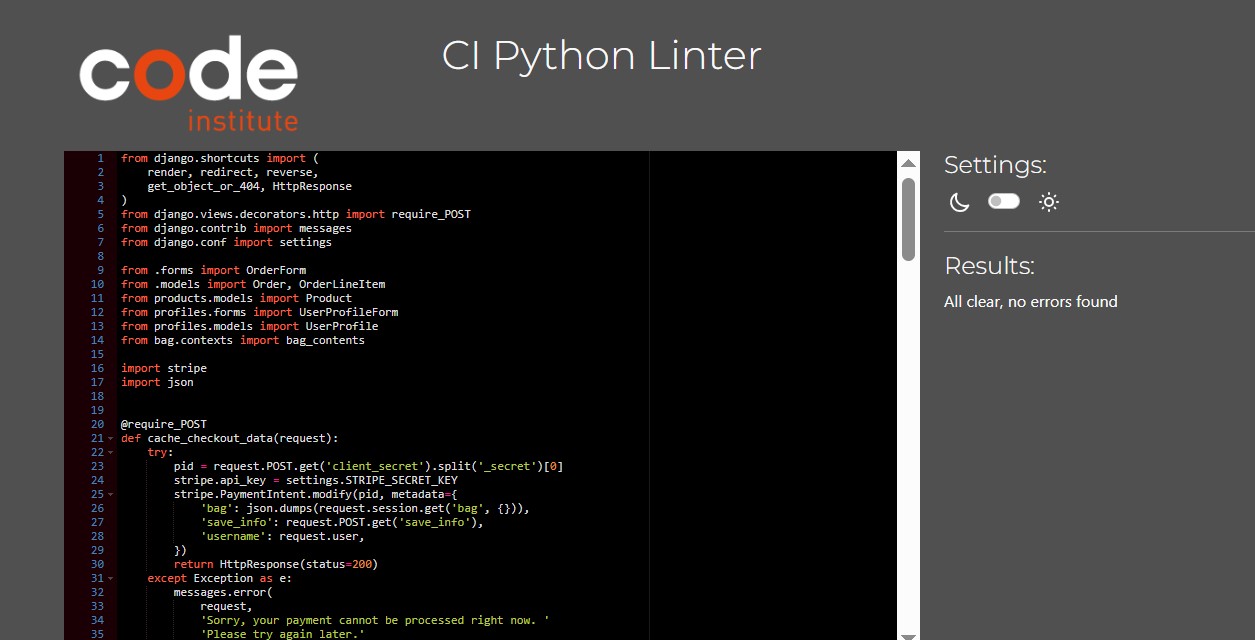 code
institute
CI Python Linter
1 from django.shortcuts import (
2     render, redirect, reverse,
3     get_object_or_404, HttpResponse
4 )
5 from django.views.decorators.http import require_POST
6 from django.contrib import messages
7 from django.conf import settings
8
9 from .forms import OrderForm
10 from .models import Order, OrderLineItem
11 from products.models import Product
12 from profiles.forms import UserProfileForm
13 from profiles.models import UserProfile
14 from bag.contexts import bag_contents
15
16 import stripe
17 import json
18
19
20 @require_POST
21 def cache_checkout_data(request):
22     try:
23         pid = request.POST.get('client_secret').split('_secret')[0]
24         stripe.api_key = settings.STRIPE_SECRET_KEY
25         stripe.PaymentIntent.modify(pid, metadata={
26             'bag': json.dumps(request.session.get('bag', {})),
27             'save_info': request.POST.get('save_info'),
28             'username': request.user,
29         })
30         return HttpResponse(status=200)
31     except Exception as e:
32         messages.error(
33             request,
34             'Sorry, your payment cannot be processed right now. '
35             'Please try again later.'
Settings:
Results:
All clear, no errors found